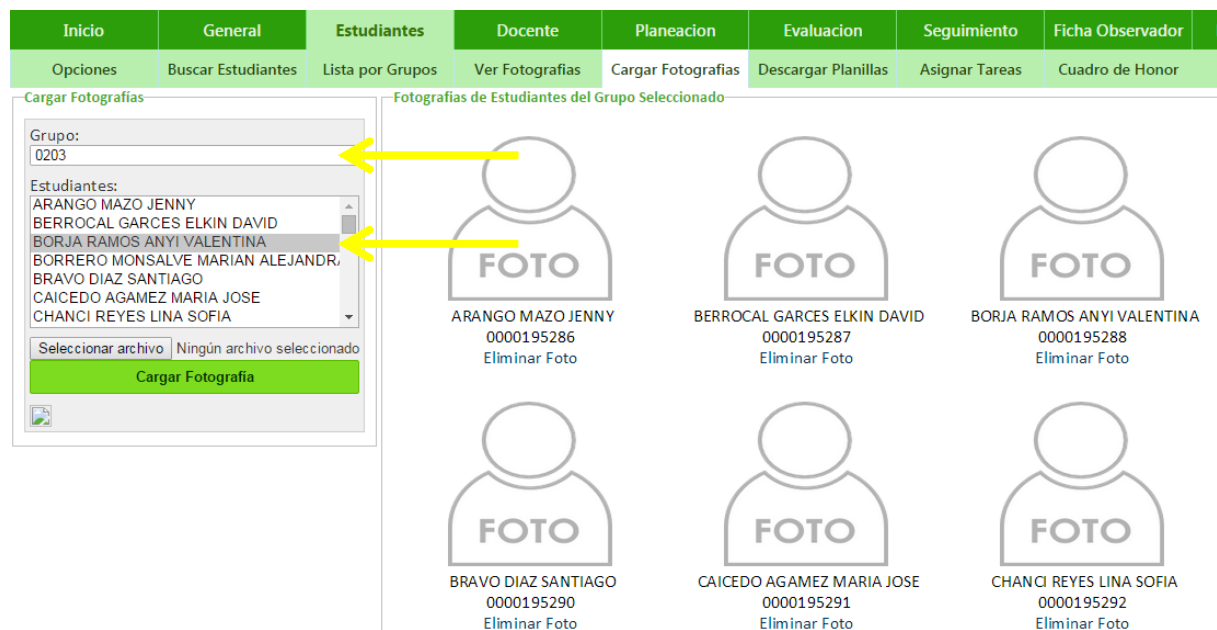 Inicio General Estudiantes Docente Planeacion Evaluacion Seguimiento Ficha Observador
Opciones Buscar Estudiantes Lista por Grupos Ver Fotografias Cargar Fotografias Descargar Planillas Asignar Tareas Cuadro de Honor
Cargar Fotografías
Grupo:
0203
Estudiantes:
ARANGO MAZO JENNY
BERROCAL GARCES ELKIN DAVID
BORJA RAMOS ANYI VALENTINA
BORRERO MONSALVE MARIAN ALEJANDR
BRAVO DIAZ SANTIAGO
CAICEDO AGAMEZ MARIA JOSE
CHANCI REYES LINA SOFIA
Seleccionar archivo Ningún archivo seleccionado
Cargar Fotografía
Fotografias de Estudiantes del Grupo Seleccionado
FOTO FOTO FOTO
ARANGO MAZO JENNY BERROCAL GARCES ELKIN DAVID BORJA RAMOS ANYI VALENTINA
0000195286 0000195287 0000195288
Eliminar Foto Eliminar Foto Eliminar Foto
FOTO FOTO FOTO
BRAVO DIAZ SANTIAGO CAICEDO AGAMEZ MARIA JOSE CHANCI REYES LINA SOFIA
0000195290 0000195291 0000195292
Eliminar Foto Eliminar Foto Eliminar Foto